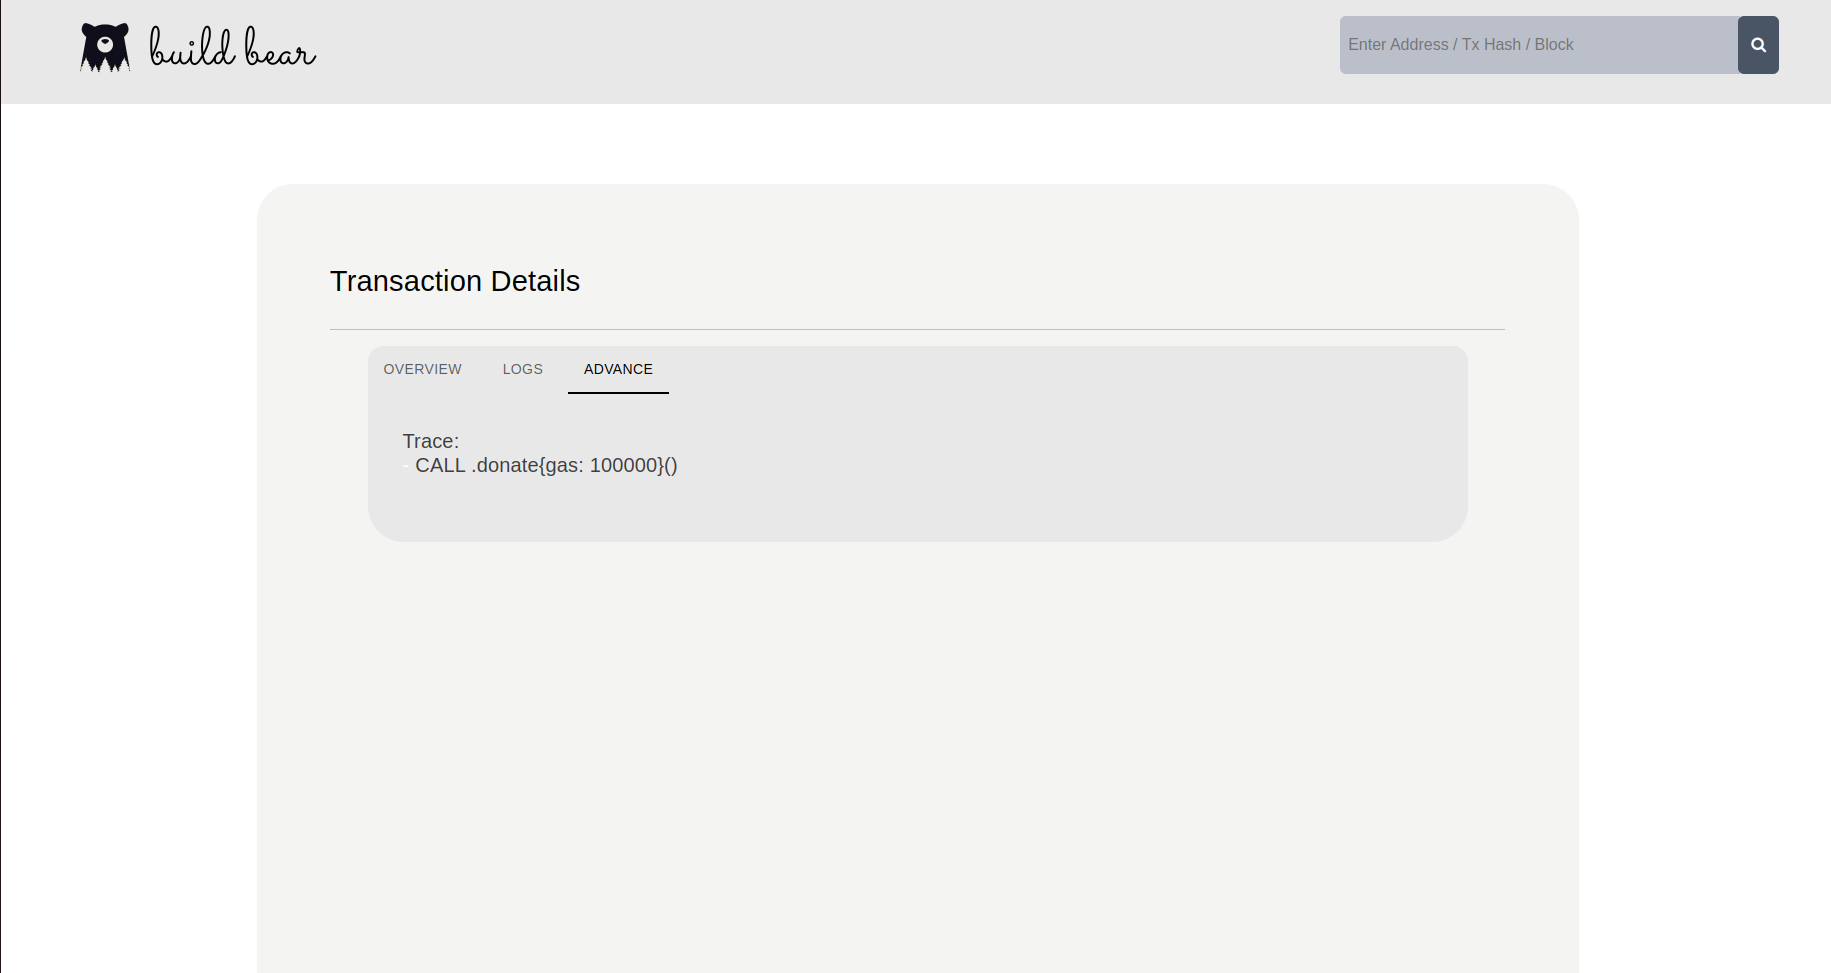 build bear
Enter Address / Tx Hash / Block
Transaction Details
OVERVIEW LOGS ADVANCE
Trace:
- CALL .donate{gas: 100000}()